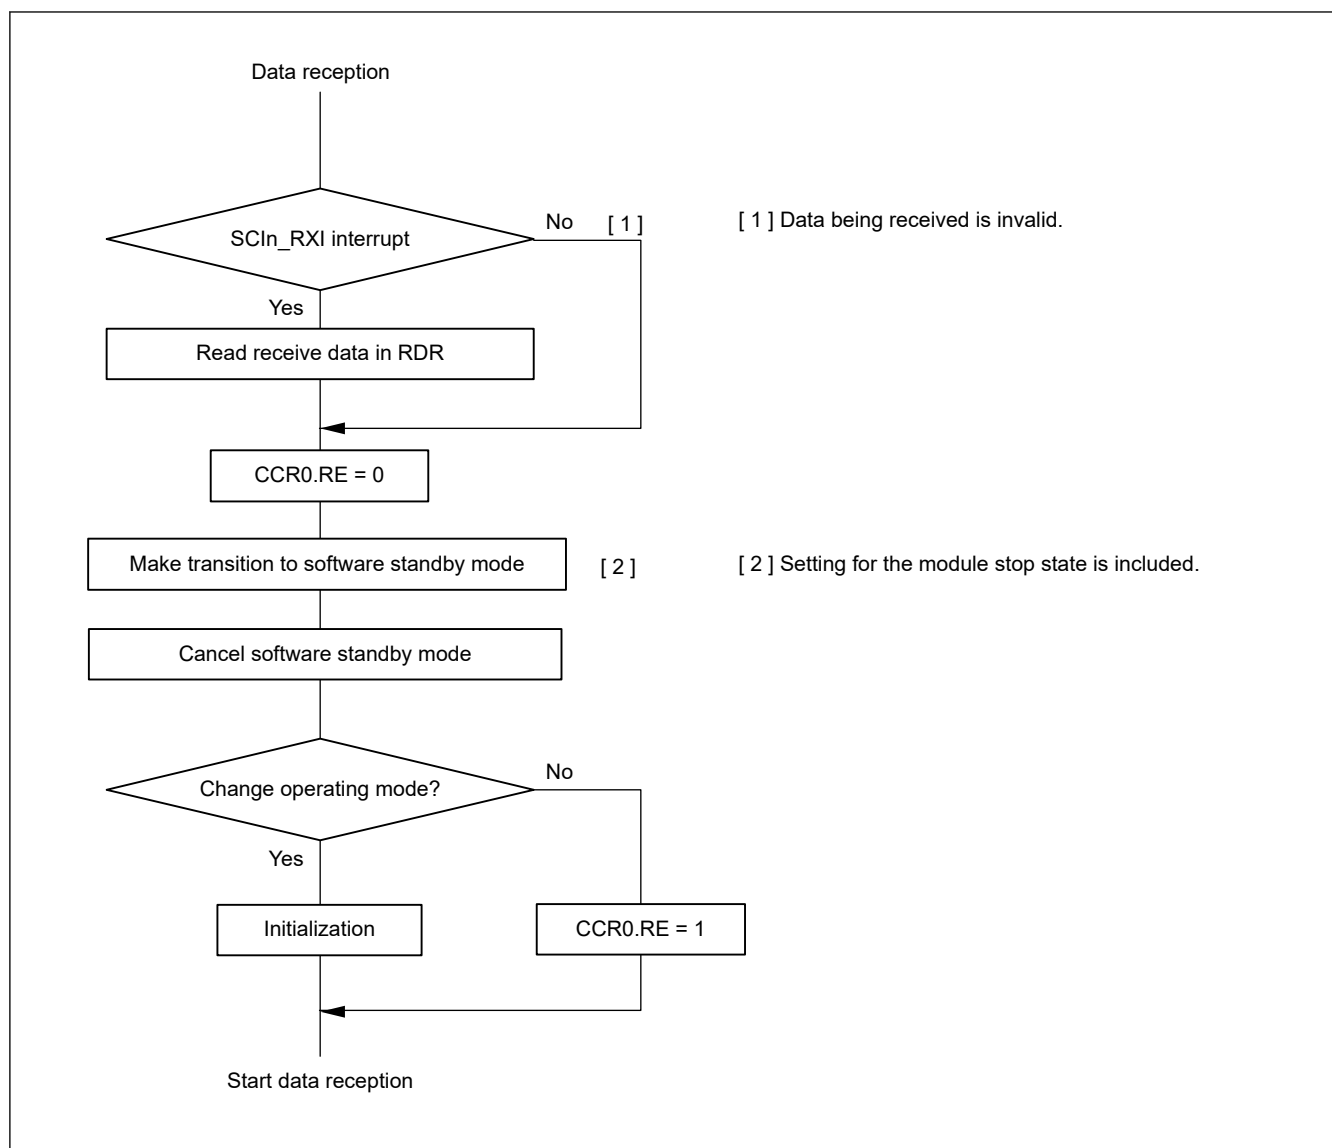 Data reception
No [ 1 ] [ 1 ] Data being received is invalid.
SCIn_RXI interrupt
Yes
Read receive data in RDR
CCR0.RE = 0
Make transition to software standby mode [ 2 ] [ 2 ] Setting for the module stop state is included.
Cancel software standby mode
No
Change operating mode?
Yes
Initialization CCR0.RE = 1
Start data reception